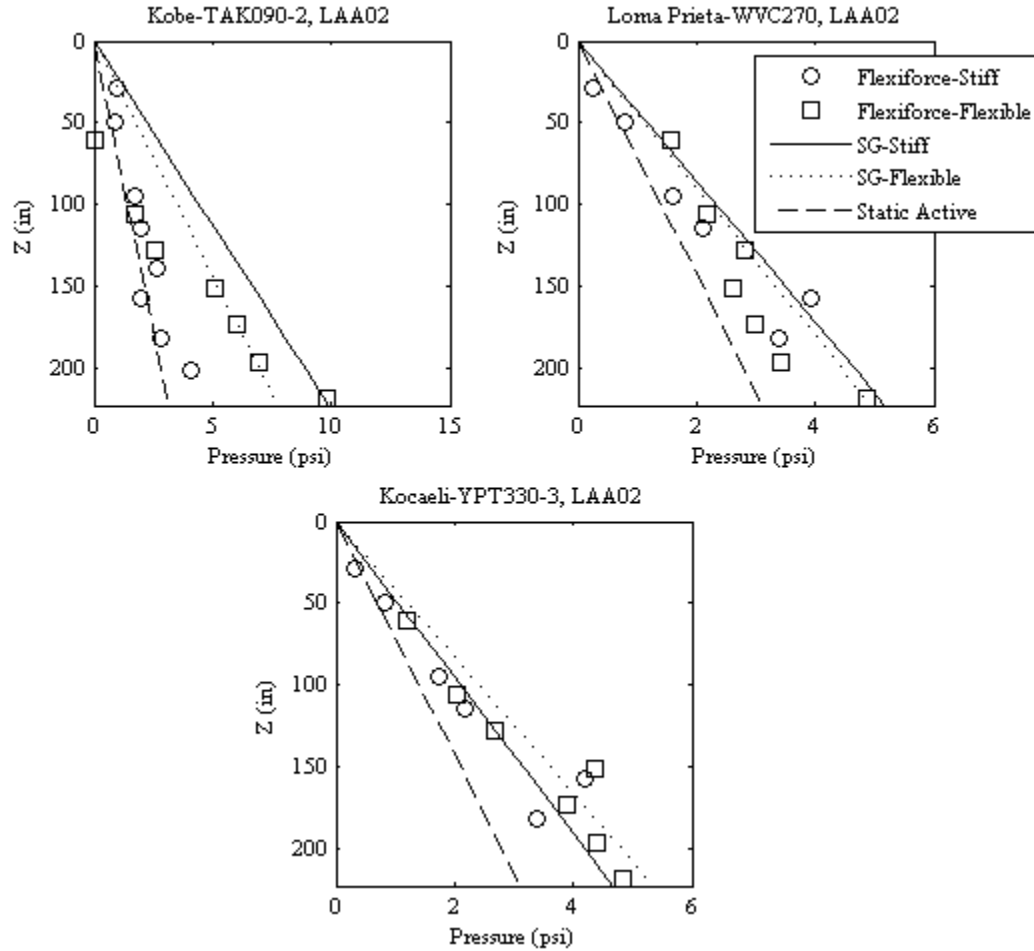 Kobe-TAK090-2, LAA02
0
50
100
150
200
Z (in)
0
5
10
15
Pressure (psi)
Loma Prieta-WVC270, LAA02
0
50
100
150
200
Z (in)
0
2
4
6
Pressure (psi)
Flexiforce-Stiff
Flexiforce-Flexible
SG-Stiff
SG-Flexible
Static Active
Kocaeli-YPT330-3, LAA02
0
50
100
150
200
Z (in)
0
2
4
6
Pressure (psi)